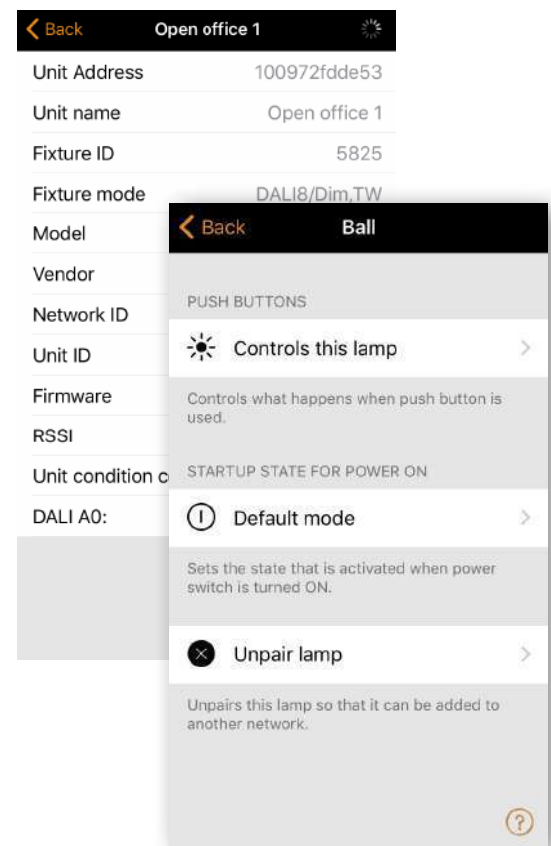 Back
Open office 1
Unit Address 100972fdde53
Unit name Open office 1
Fixture ID 5825
Fixture mode DALI8/Dim,TW
Model
Vendor
Network ID
Unit ID
Firmware
RSSI
Unit condition c
DALI A0:
Back
Ball
PUSH BUTTONS
Controls this lamp
Controls what happens when push button is
used.
STARTUP STATE FOR POWER ON
Default mode
Sets the state that is activated when power
switch is turned ON.
Unpair lamp
Unpairs this lamp so that it can be added to
another network.
?